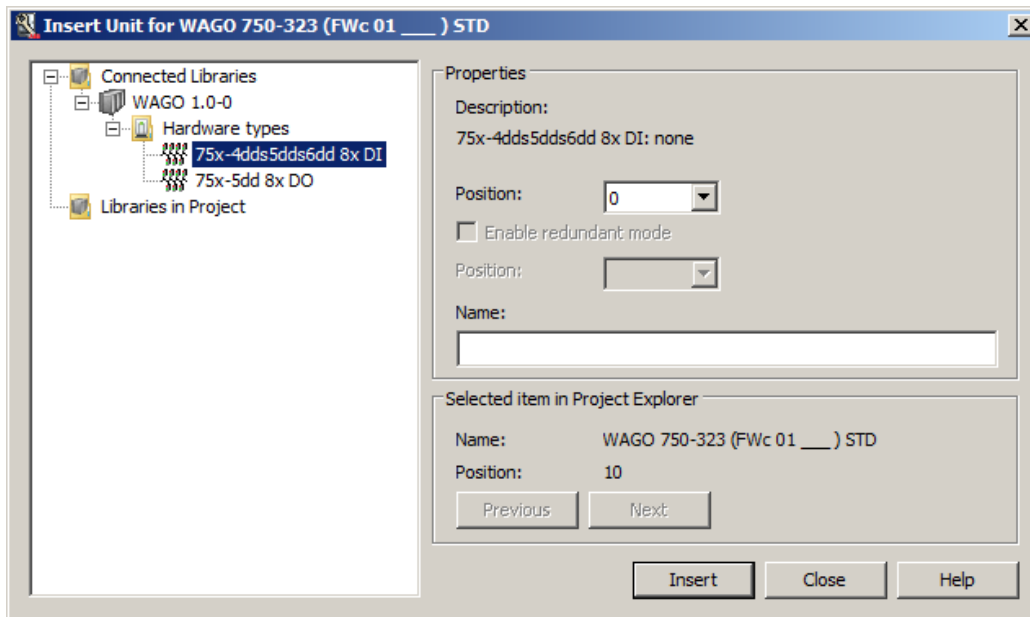 Insert Unit for WAGO 750-323 (FWc 01 ___ ) STD
Connected Libraries
WAGO 1.0-0
Hardware types
75x-4dds5dds6dd 8x DI
75x-5dd 8x DO
Libraries in Project
Properties
Description:
75x-4dds5dds6dd 8x DI: none
Position: 0
Enable redundant mode
Position:
Name:
Selected item in Project Explorer
Name: WAGO 750-323 (FWc 01 ___ ) STD
Position: 10
Previous Next
Insert Close Help